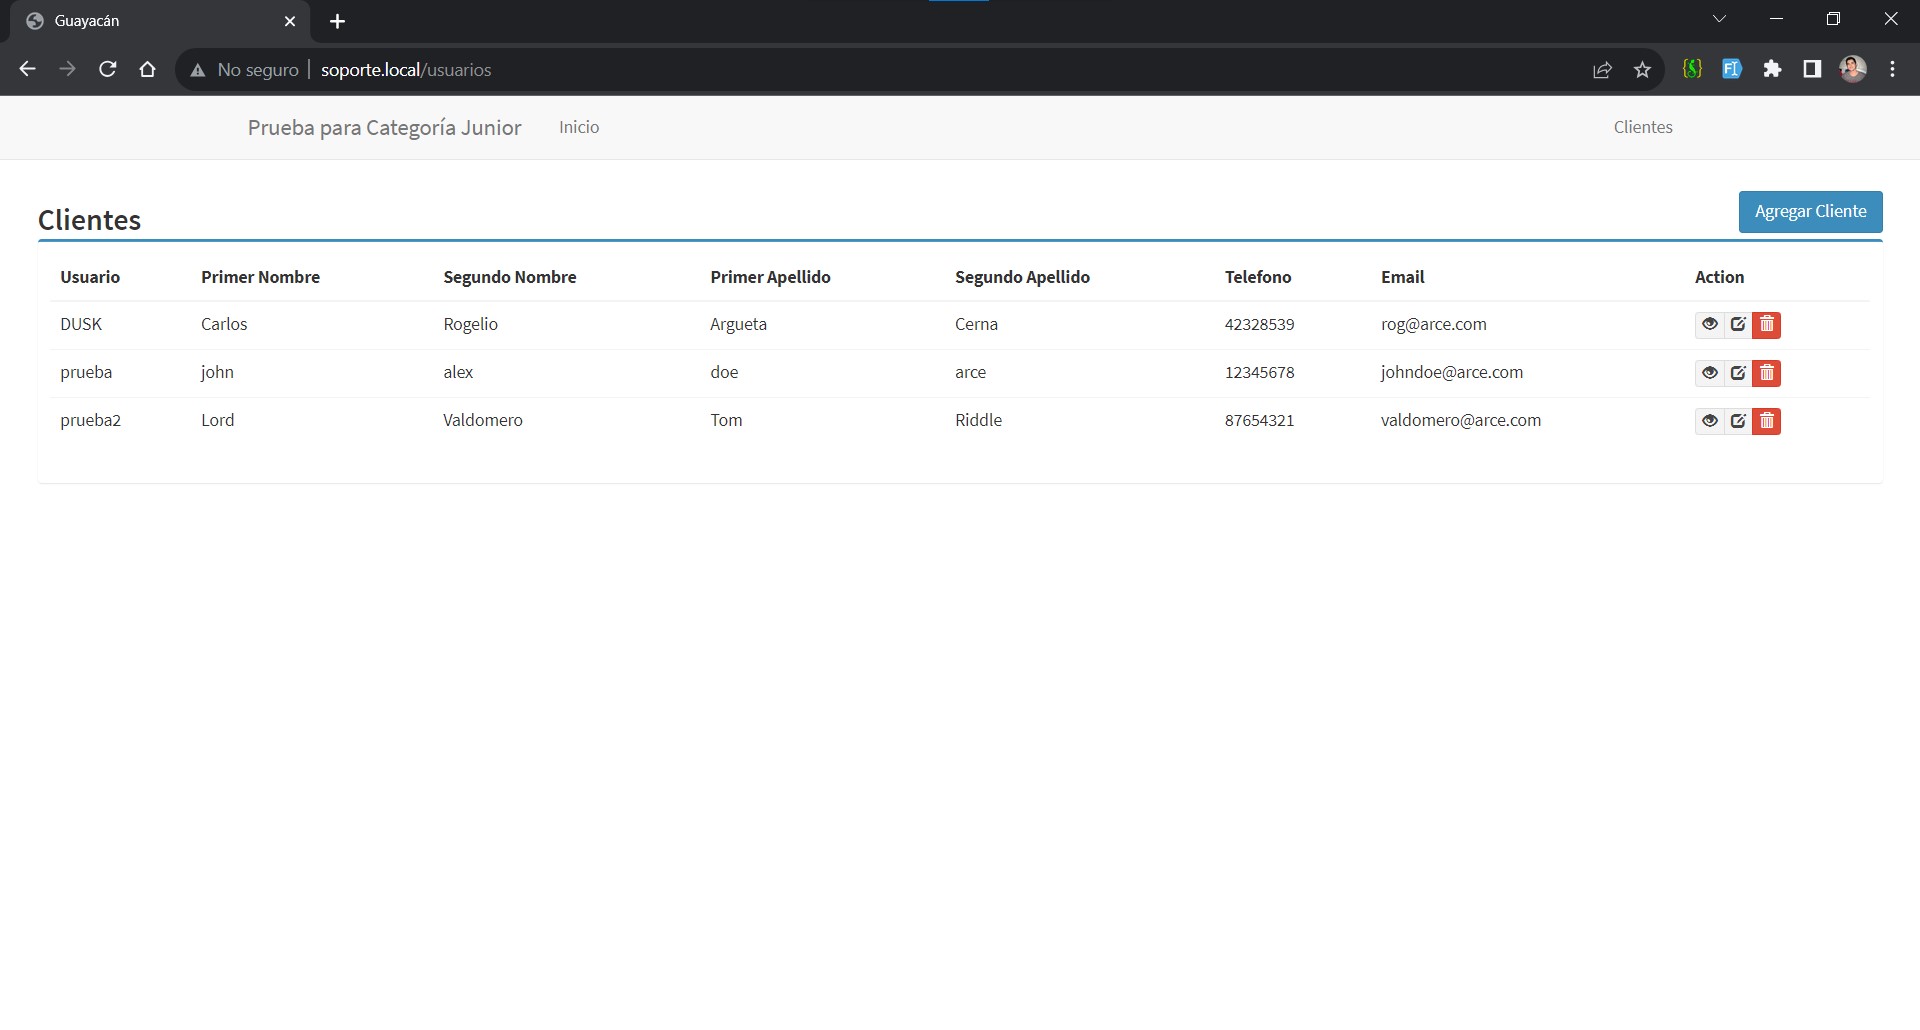 Guayacán
No seguro soporte.local/usuarios
Prueba para Categoría Junior Inicio Clientes
Clientes Agregar Cliente
Usuario Primer Nombre Segundo Nombre Primer Apellido Segundo Apellido Telefono Email Action
DUSK Carlos Rogelio Argueta Cerna 42328539 rog@arce.com
prueba john alex doe arce 12345678 johndoe@arce.com
prueba2 Lord Valdomero Tom Riddle 87654321 valdomero@arce.com